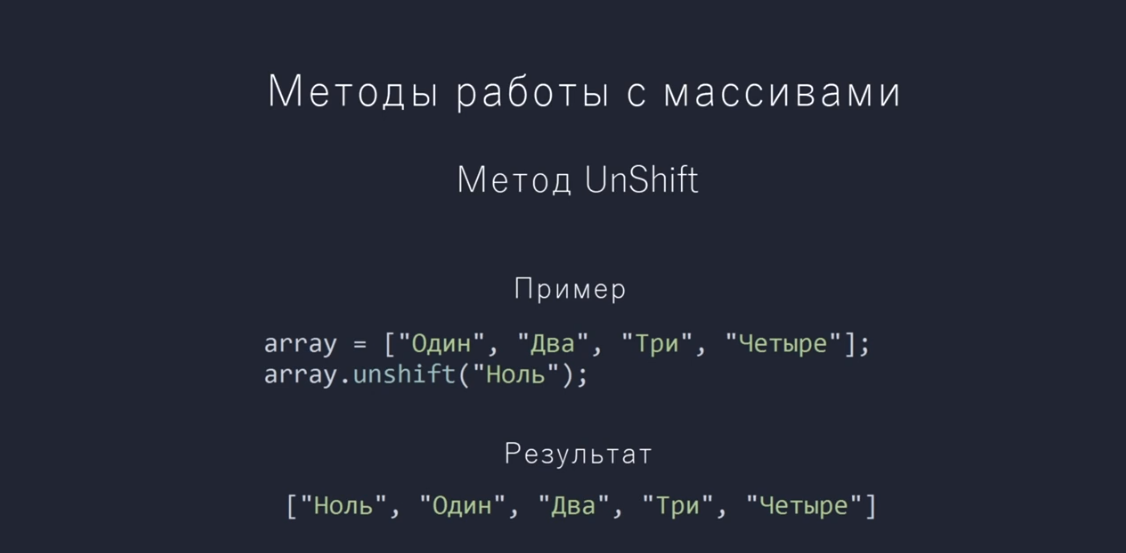 Методы работы с массивами
Метод UnShift
Пример
array = ["Один", "Два", "Три", "Четыре"];
array.unshift("Ноль");
Результат
["Ноль", "Один", "Два", "Три", "Четыре"]